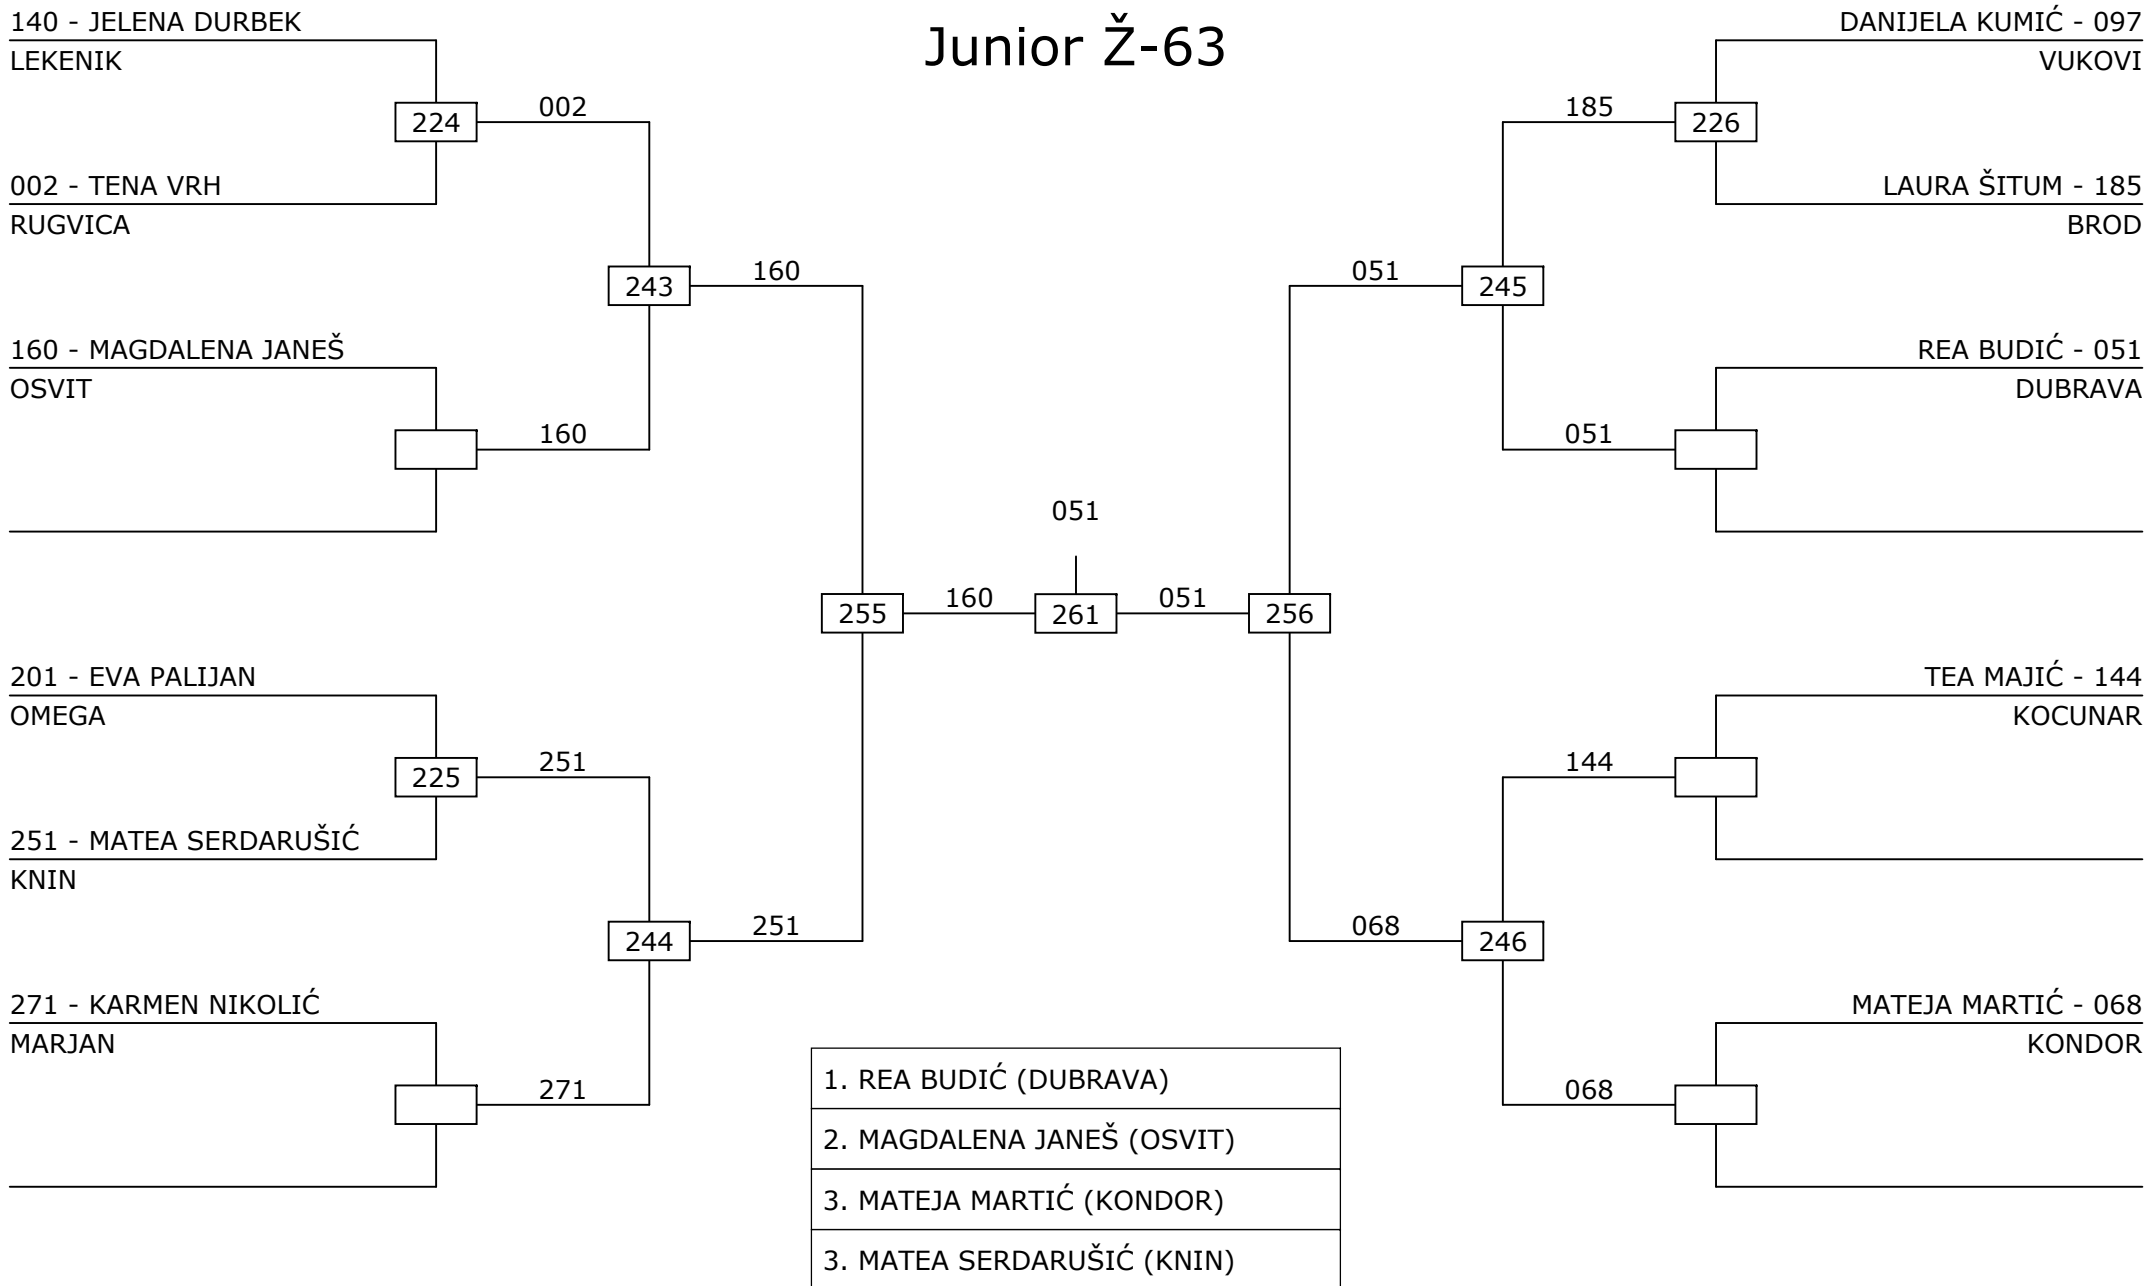 Junior Ž-63
140 - JELENA DURBEK
LEKENIK
224
002
002 - TENA VRH
RUGVICA
243
160
160 - MAGDALENA JANEŠ
OSVIT
160
255
160
201 - EVA PALIJAN
OMEGA
225
251
251 - MATEA SERDARUŠIĆ
KNIN
244
251
271 - KARMEN NIKOLIĆ
MARJAN
271
051
261
DANIJELA KUMIĆ - 097
VUKOVI
185
226
LAURA ŠITUM - 185
BROD
051
245
REA BUDIĆ - 051
DUBRAVA
051
051
256
TEA MAJIĆ - 144
KOCUNAR
144
068
246
MATEJA MARTIĆ - 068
KONDOR
068
1. REA BUDIĆ (DUBRAVA)
2. MAGDALENA JANEŠ (OSVIT)
3. MATEJA MARTIĆ (KONDOR)
3. MATEA SERDARUŠIĆ (KNIN)